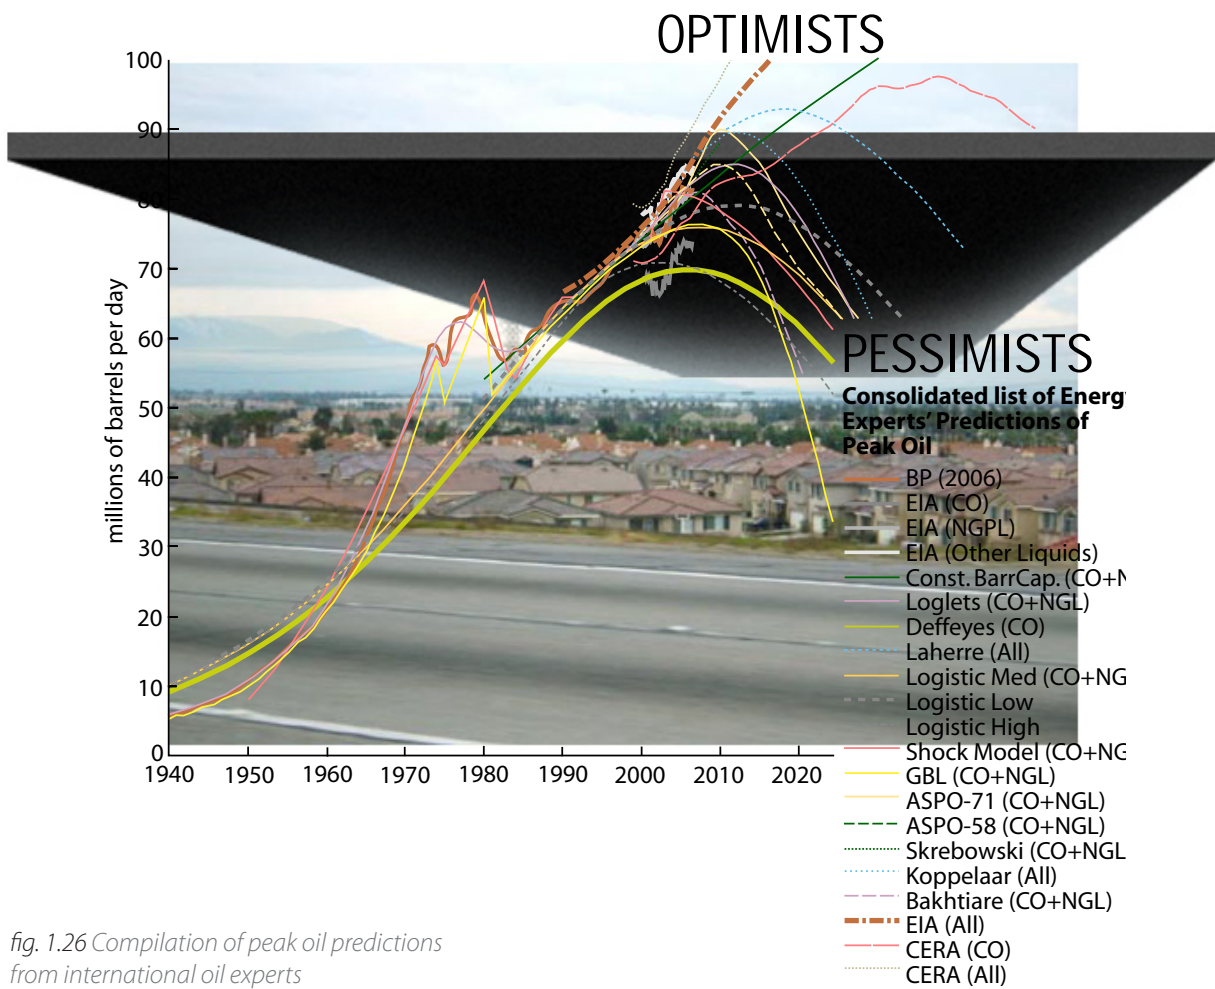 OPTIMISTS
100
90
80
70
60
50
40
30
20
10
0
millions of barrels per day
1940 1950 1960 1970 1980 1990 2000 2010 2020
PESSIMISTS
Consolidated list of Energ
Experts' Predictions of
Peak Oil
BP (2006)
EIA (CO)
EIA (NGPL)
EIA (Other Liquids)
Const. BarrCap. (CO+N
Loglets (CO+NGL)
Deffeyes (CO)
Laherre (All)
Logistic Med (CO+NG
Logistic Low
Logistic High
Shock Model (CO+NG
GBL (CO+NGL)
ASPO-71 (CO+NGL)
ASPO-58 (CO+NGL)
Skrebowski (CO+NGL
Koppelaar (All)
Bakhtiare (CO+NGL)
EIA (All)
CERA (CO)
CERA (All)
fig. 1.26 Compilation of peak oil predictions
from international oil experts